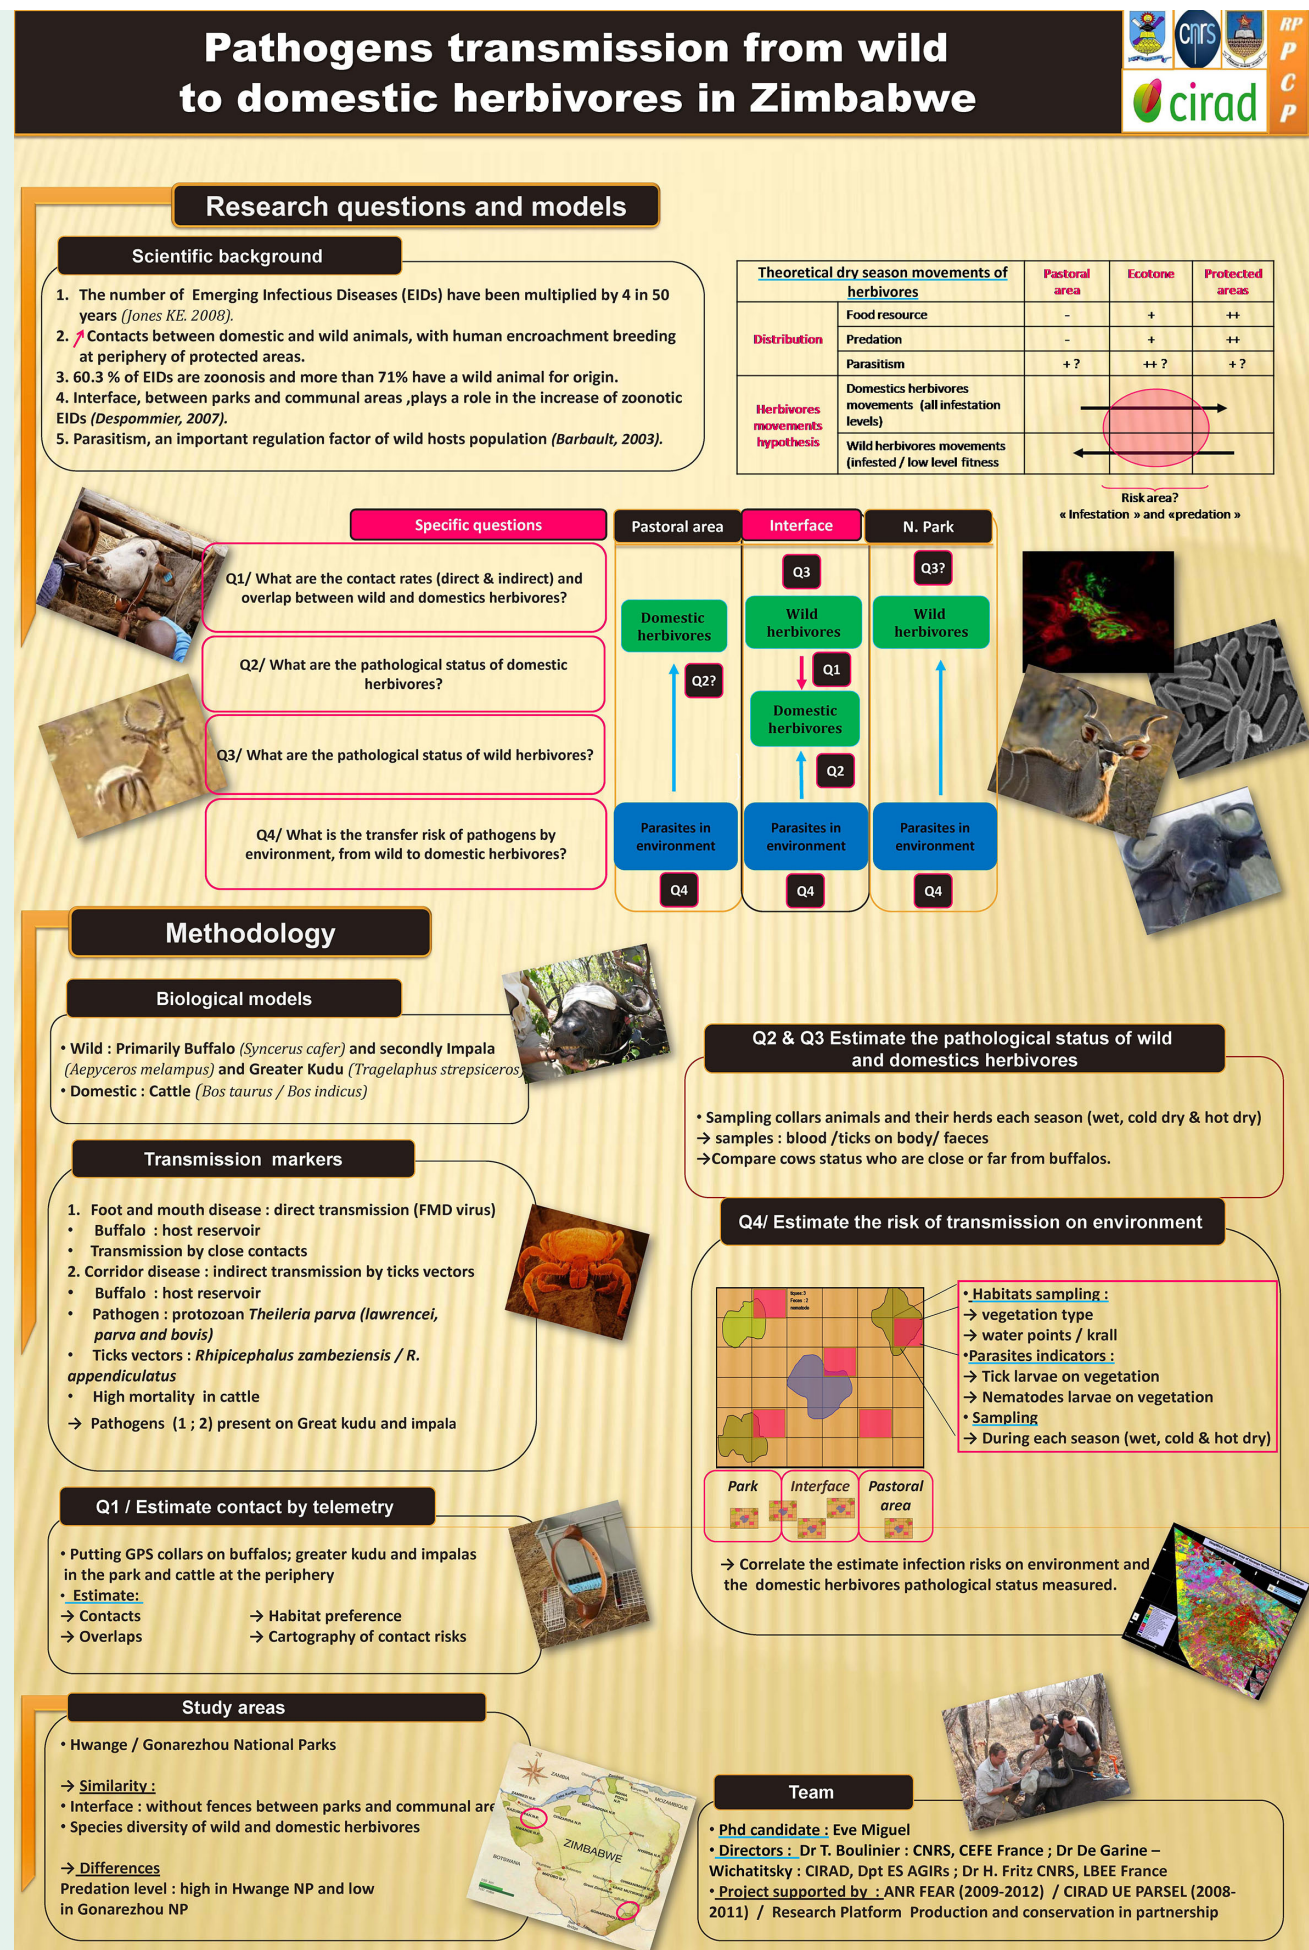 Pathogens transmission from wild
to domestic herbivores in Zimbabwe
cnrs
cirad
RP
P
C
P
Research questions and models
Scientific background
1. The number of Emerging Infectious Diseases (EIDs) have been multiplied by 4 in 50
years (Jones KE. 2008).
2. Contacts between domestic and wild animals, with human encroachment breeding
at periphery of protected areas.
3. 60.3 % of EIDs are zoonosis and more than 71% have a wild animal for origin.
4. Interface, between parks and communal areas ,plays a role in the increase of zoonotic
EIDs (Despommier, 2007).
5. Parasitism, an important regulation factor of wild hosts population (Barbault, 2003).
Theoretical dry season movements of
herbivores
Pastoral
area
Ecotone
Protected
areas
Distribution
Food resource - + ++
Predation - + ++
Parasitism + ? ++ ? + ?
Herbivores
movements
hypothesis
Domestics herbivores
movements (all infestation
levels)
Wild herbivores movements
(infested / low level fitness
Risk area?
« Infestation » and «predation »
Specific questions
Q1/ What are the contact rates (direct & indirect) and
overlap between wild and domestics herbivores?
Q2/ What are the pathological status of domestic
herbivores?
Q3/ What are the pathological status of wild herbivores?
Q4/ What is the transfer risk of pathogens by
environment, from wild to domestic herbivores?
Pastoral area
Interface
N. Park
Q3
Q3?
Domestic
herbivores
Wild
herbivores
Wild
herbivores
Q2?
Q1
Domestic
herbivores
Q2
Parasites in
environment
Parasites in
environment
Parasites in
environment
Q4
Q4
Q4
Methodology
Biological models
• Wild : Primarily Buffalo (Syncerus cafer) and secondly Impala
(Aepyceros melampus) and Greater Kudu (Tragelaphus strepsiceros)
• Domestic : Cattle (Bos taurus / Bos indicus)
Transmission markers
1. Foot and mouth disease : direct transmission (FMD virus)
• Buffalo : host reservoir
• Transmission by close contacts
2. Corridor disease : indirect transmission by ticks vectors
• Buffalo : host reservoir
• Pathogen : protozoan Theileria parva (lawrencei,
parva and bovis)
• Ticks vectors : Rhipicephalus zambeziensis / R.
appendiculatus
• High mortality in cattle
→ Pathogens (1 ; 2) present on Great kudu and impala
Q1 / Estimate contact by telemetry
• Putting GPS collars on buffalos; greater kudu and impalas
in the park and cattle at the periphery
• Estimate:
→ Contacts → Habitat preference
→ Overlaps → Cartography of contact risks
Q2 & Q3 Estimate the pathological status of wild
and domestics herbivores
• Sampling collars animals and their herds each season (wet, cold dry & hot dry)
→ samples : blood /ticks on body/ faeces
→Compare cows status who are close or far from buffalos.
Q4/ Estimate the risk of transmission on environment
tiques: 3
Feces : 2
nematode
• Habitats sampling :
→ vegetation type
→ water points / krall
•Parasites indicators :
→ Tick larvae on vegetation
→ Nematodes larvae on vegetation
• Sampling
→ During each season (wet, cold & hot dry)
Park
Interface
Pastoral
area
→ Correlate the estimate infection risks on environment and
the domestic herbivores pathological status measured.
Study areas
• Hwange / Gonarezhou National Parks
→ Similarity :
• Interface : without fences between parks and communal are
• Species diversity of wild and domestic herbivores
→ Differences
Predation level : high in Hwange NP and low
in Gonarezhou NP
ZAMBIA
MOZAMBIQUE
ZIMBABWE
BOTSWANA
Team
• Phd candidate : Eve Miguel
• Directors : Dr T. Boulinier : CNRS, CEFE France ; Dr De Garine –
Wichatitsky : CIRAD, Dpt ES AGIRs ; Dr H. Fritz CNRS, LBEE France
• Project supported by : ANR FEAR (2009-2012) / CIRAD UE PARSEL (2008-
2011) / Research Platform Production and conservation in partnership